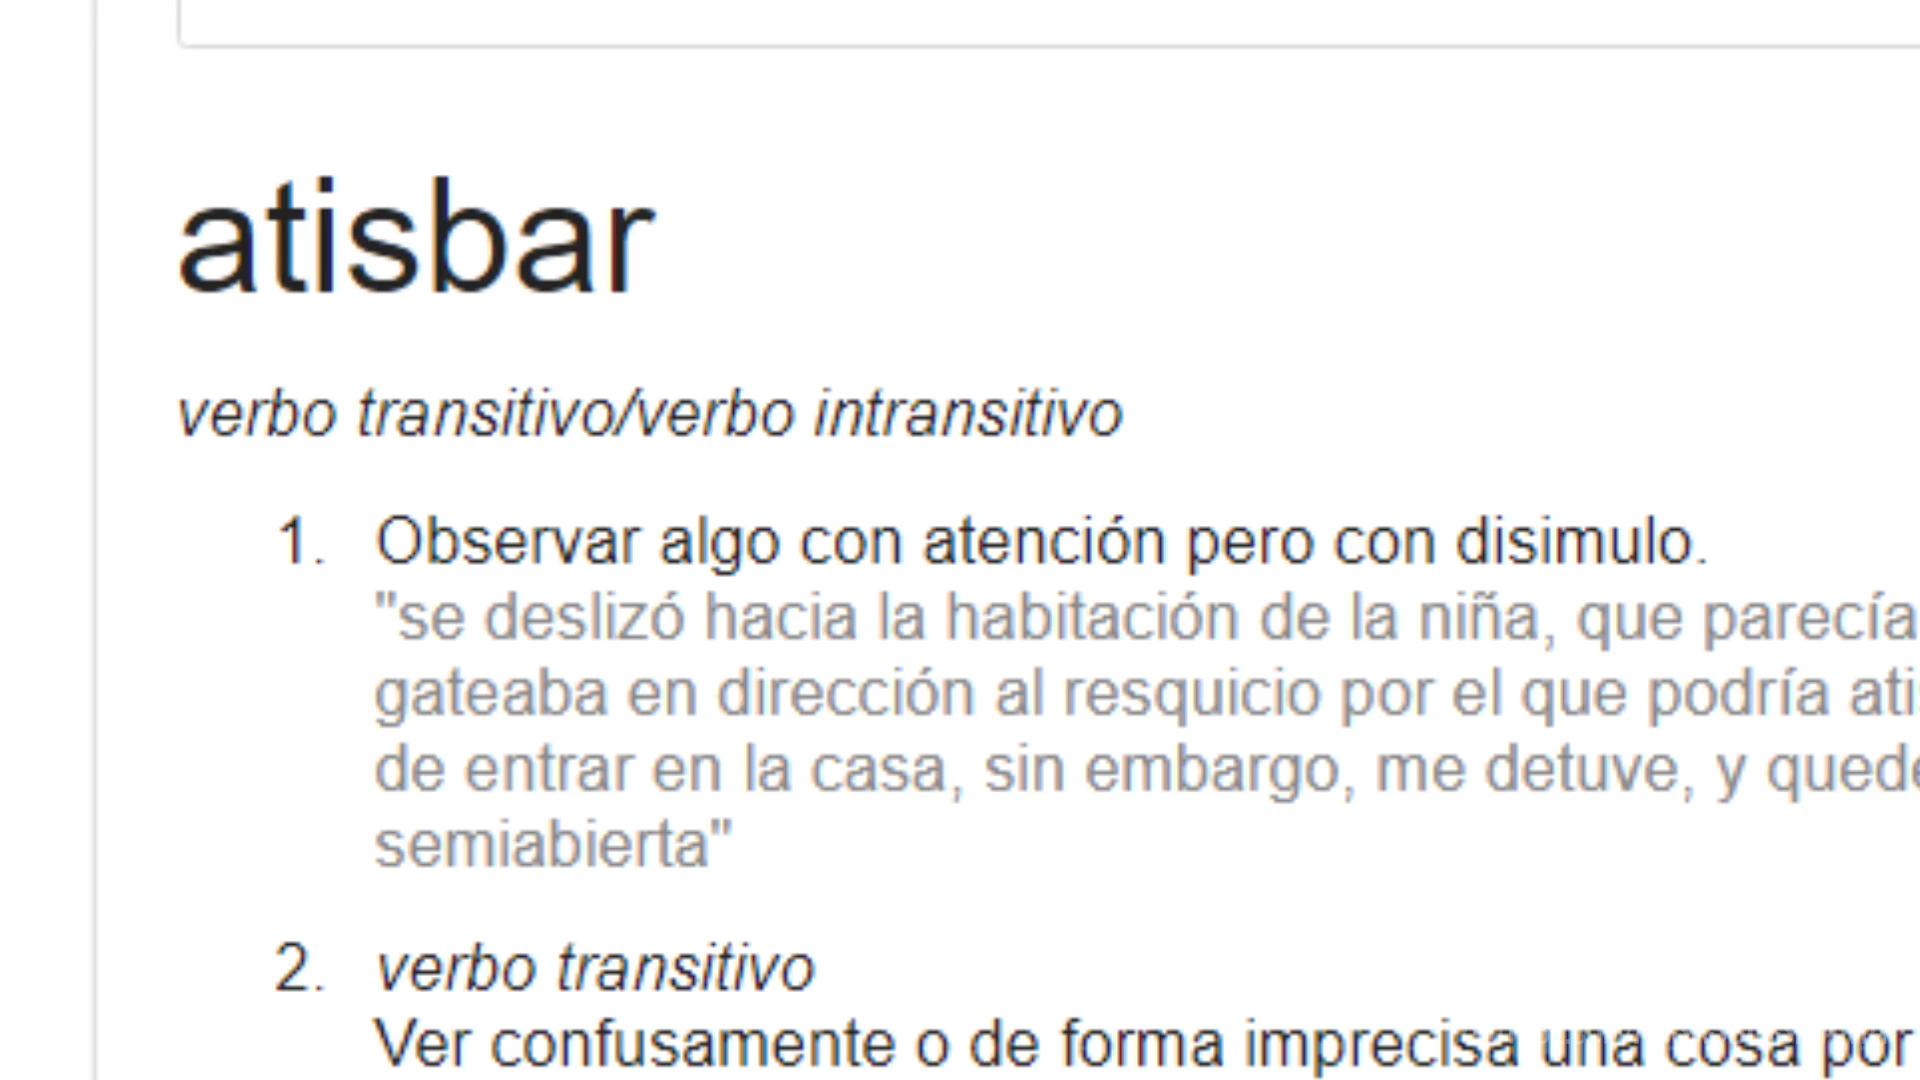 atisbar
verbo transitivo/verbo intransitivo
1. Observar algo con atención pero con disimulo.
"se deslizó hacia la habitación de la niña, que parecía
gateaba en dirección al resquicio por el que podría
de entrar en la casa, sin embargo, me detuve, y
semiabierta"
2. verbo transitivo
Ver confusamente o de forma imprecisa una cosa por